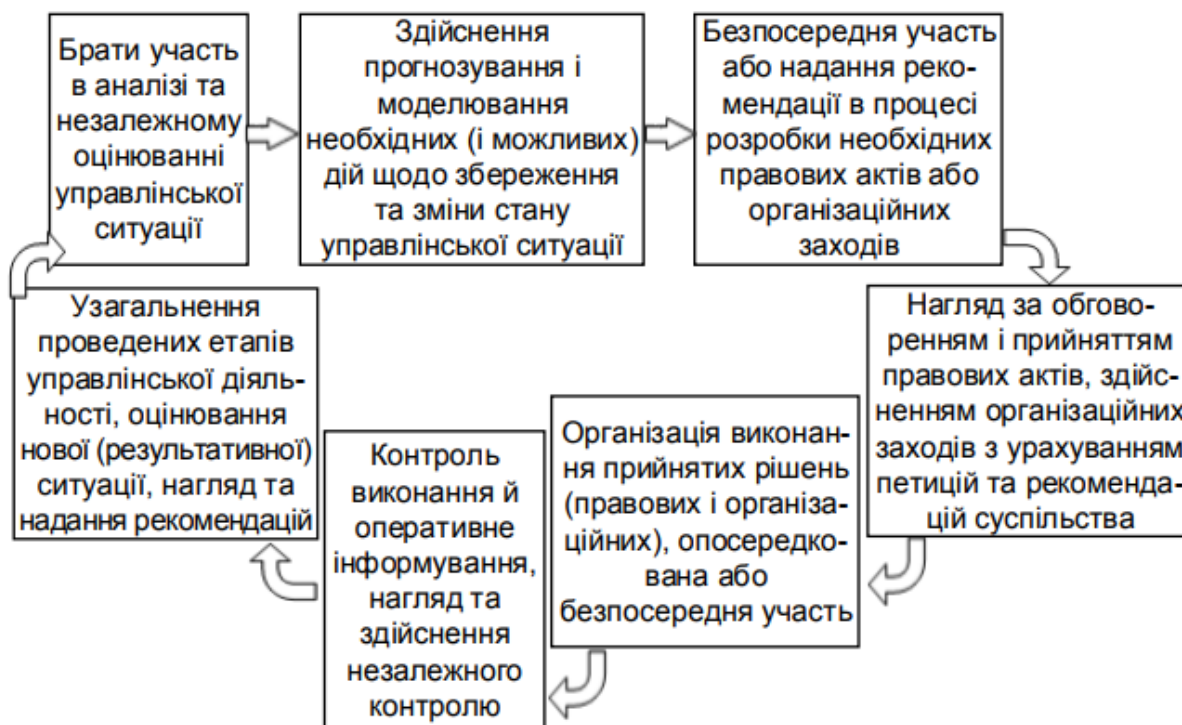 Брати участь
в аналізі та
незалежному
оцінюванні
управлінської
ситуації
Здійснення
прогнозування і
моделювання
необхідних (і можливих)
дій щодо збереження
та зміни стану
управлінської ситуації
Безпосередня участь
або надання реко-
мендації в процесі
розробки необхідних
правових актів або
організаційних
заходів
Нагляд за обгово-
ренням і прийняттям
правових актів, здійс-
ненням організаційних
заходів з урахуванням
петицій та рекоменда-
цій суспільства
Організація виконан-
ня прийнятих рішень
(правових і організа-
ційних), опосередко-
вана або
безпосередня участь
Контроль
виконання й
оперативне
інформування,
нагляд та
здійснення
незалежного
контролю
Узагальнення
проведених етапів
управлінської діяль-
ності, оцінювання
нової (результативної)
ситуації, нагляд та
надання рекомендацій